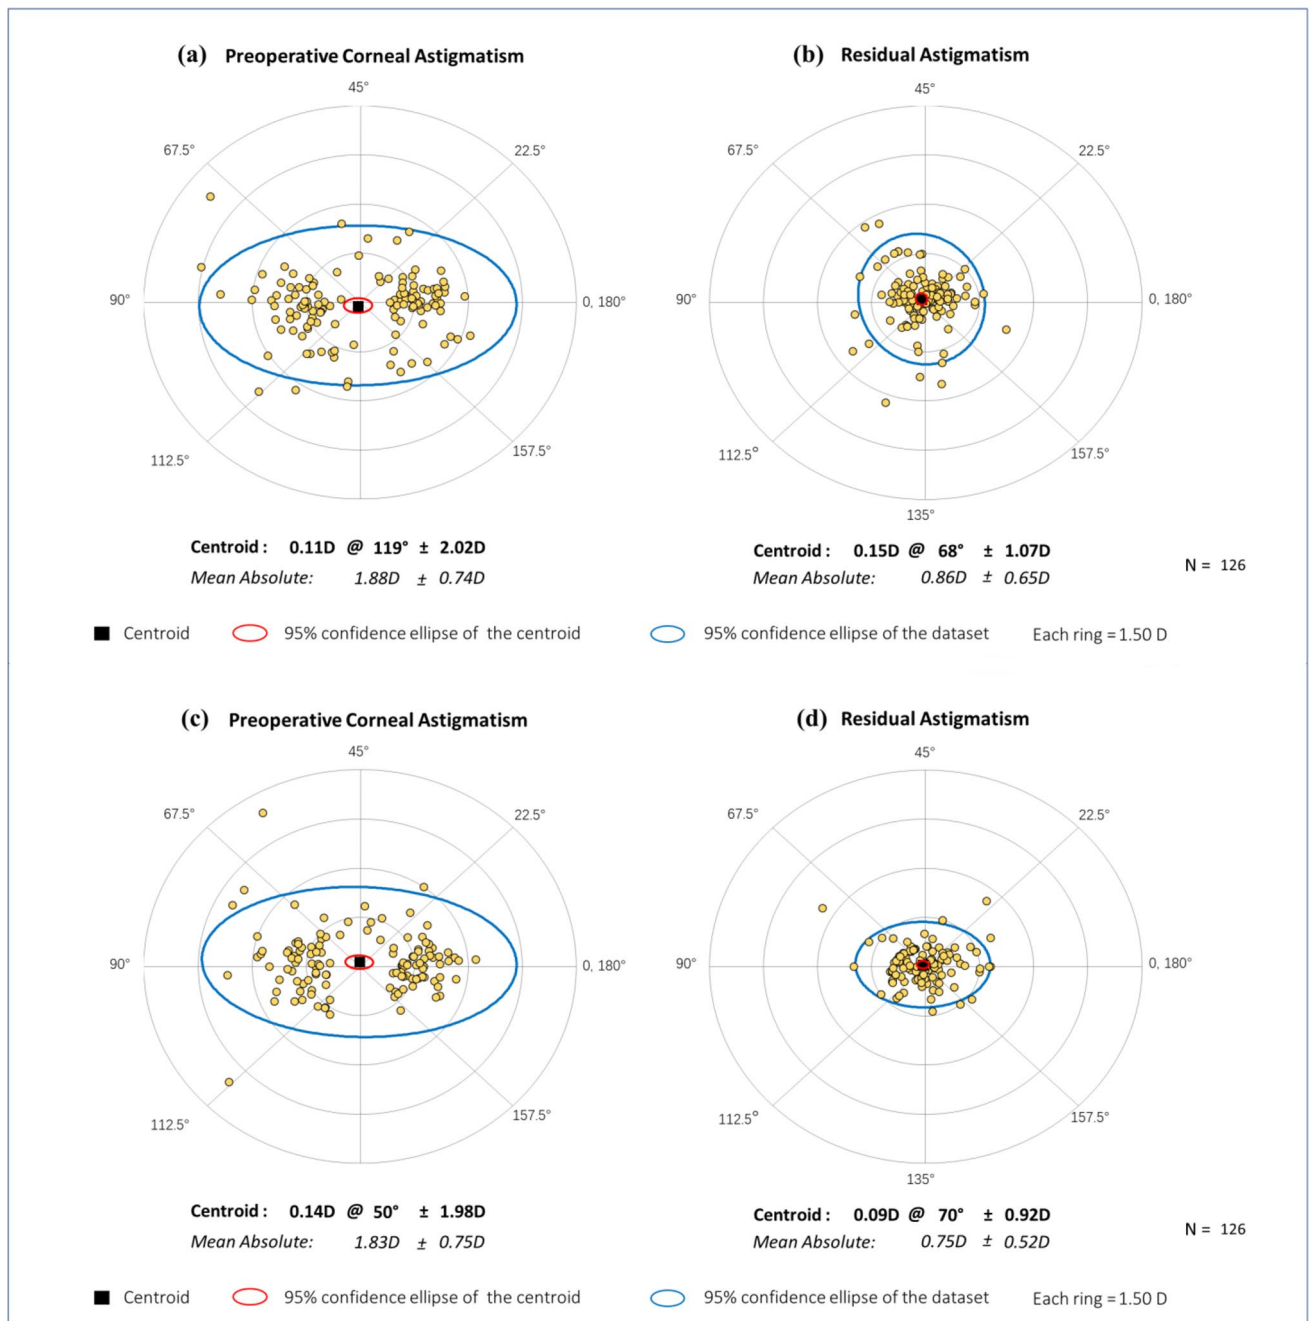 (a) Preoperative Corneal Astigmatism
(b) Residual Astigmatism
45°
45°
67.5°
22.5°
67.5°
22.5°
90°
0, 180°
90°
0, 180°
112.5°
157.5°
112.5°
157.5°
135°
Centroid : 0.11D @ 119° ± 2.02D
Mean Absolute: 1.88D ± 0.74D
Centroid : 0.15D @ 68° ± 1.07D
Mean Absolute: 0.86D ± 0.65D
N = 126
Centroid
95% confidence ellipse of the centroid
95% confidence ellipse of the dataset
Each ring = 1.50 D
(c) Preoperative Corneal Astigmatism
(d) Residual Astigmatism
45°
45°
67.5°
22.5°
67.5°
22.5°
90°
0, 180°
90°
0, 180°
112.5°
157.5°
112.5°
157.5°
135°
Centroid : 0.14D @ 50° ± 1.98D
Mean Absolute: 1.83D ± 0.75D
Centroid : 0.09D @ 70° ± 0.92D
Mean Absolute: 0.75D ± 0.52D
N = 126
Centroid
95% confidence ellipse of the centroid
95% confidence ellipse of the dataset
Each ring = 1.50 D